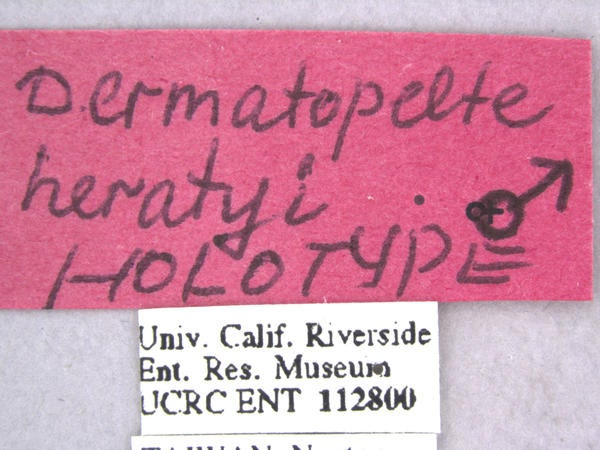 Dermatopelte
heratyi ♂
HOLOTYPE
Univ. Calif. Riverside
Ent. Res. Museum
UCRC ENT 112800